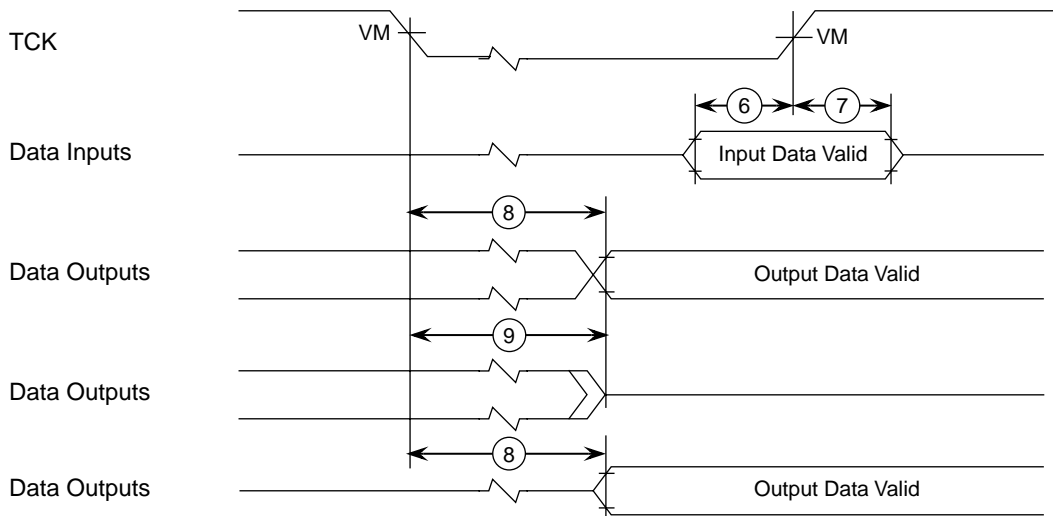 TCK
VM
VM
6
7
Data Inputs
Input Data Valid
8
Data Outputs
Output Data Valid
9
Data Outputs
8
Data Outputs
Output Data Valid